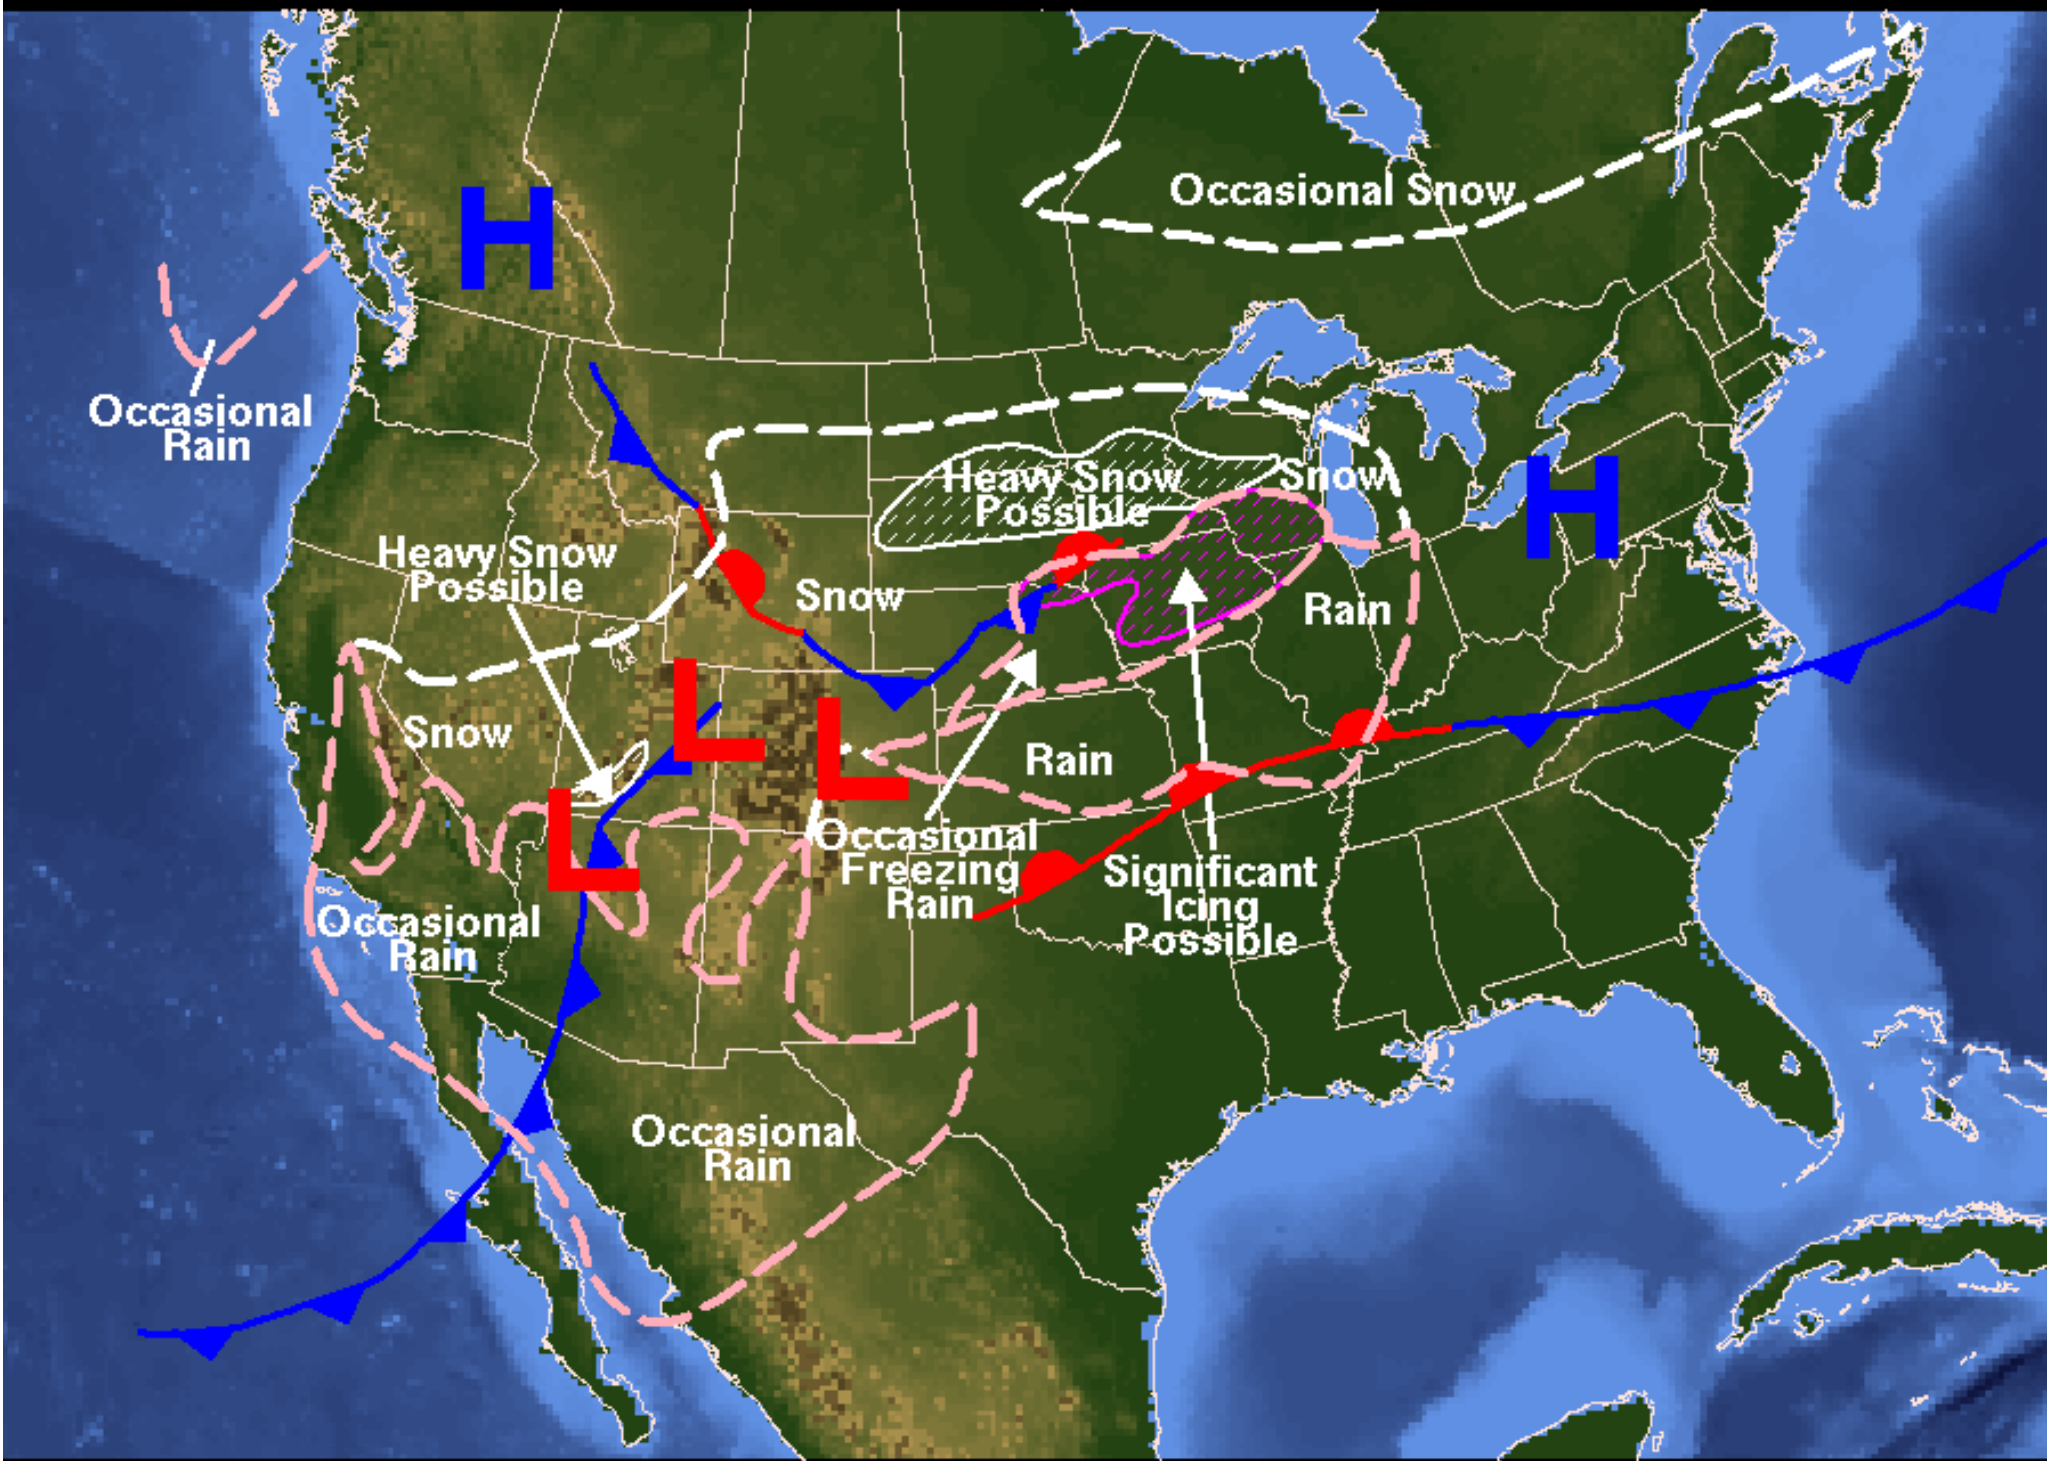 H
Occasional Snow
Occasional
Rain
Heavy Snow
Possible
Snow
H
Heavy Snow
Possible
Snow
Rain
Snow
L
L
Rain
L
Occasional
Freezing
Rain
Significant
Icing
Possible
Occasional
Rain
Occasional
Rain